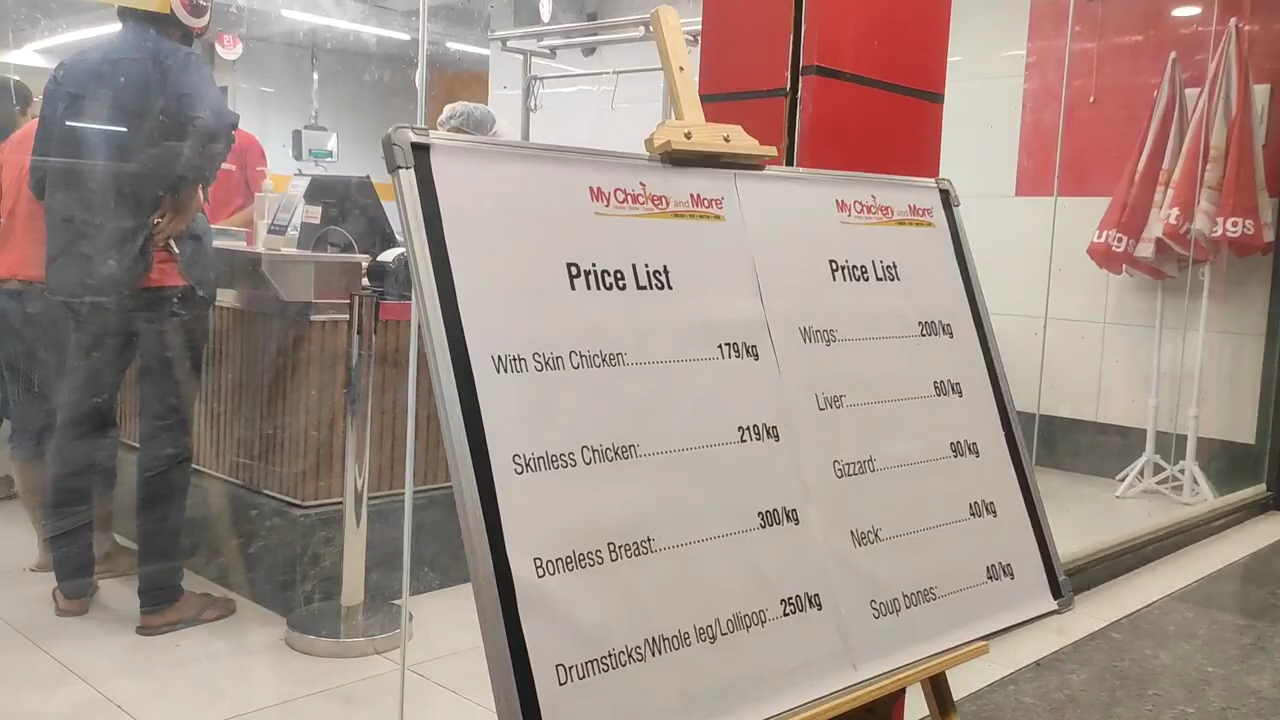 My Chicken and More
Price List
With Skin Chicken:......................179/kg
Skinless Chicken:........................219/kg
Boneless Breast:.........................300/kg
Drumsticks/Whole leg/Lollipop:...250/kg
My Chicken and More
Price List
Wings:......................200/kg
Liver:........................60/kg
Gizzard:....................90/kg
Neck:........................40/kg
Soup bones:.............40/kg
21